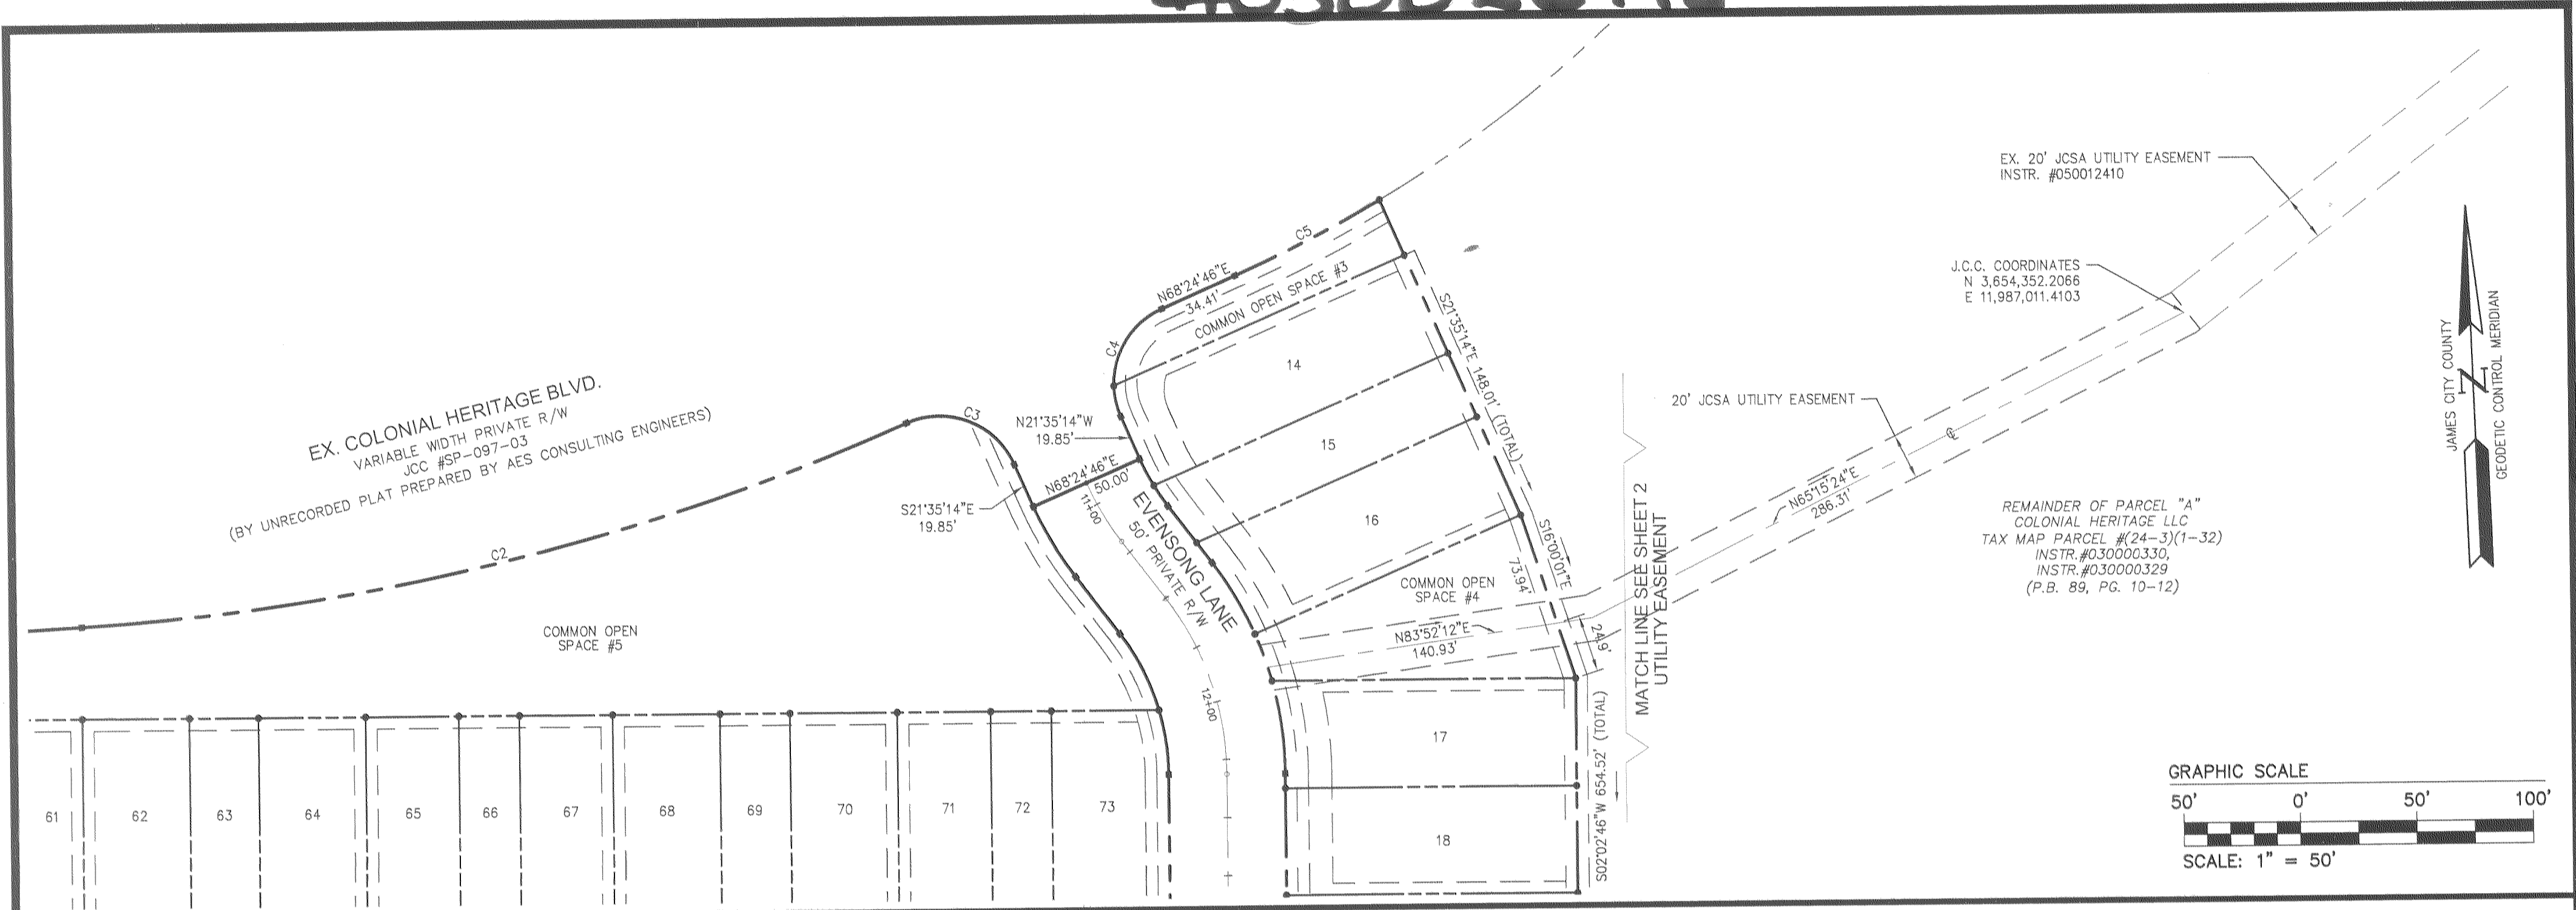 EX. COLONIAL HERITAGE BLVD.
VARIABLE WIDTH PRIVATE R/W
JCC #SP-097-03
(BY UNRECORDED PLAT PREPARED BY AES CONSULTING ENGINEERS)
C2
C3
C4
C5
N68°24'46"E
34.41'
COMMON OPEN SPACE #3
N21°35'14"W
19.85'
N68°24'46"E
50.00'
S21°35'14"E
19.85'
11+00
EVENSONG LANE
50' PRIVATE R/W
12+00
14
15
16
17
18
S21°35'14"E 148.01' (TOTAL)
S16°00'01"E
73.94'
COMMON OPEN
SPACE #4
N83°52'12"E
140.93'
24.9'
S02°02'46"W 654.52' (TOTAL)
MATCH LINE SEE SHEET 2
UTILITY EASEMENT
COMMON OPEN
SPACE #5
61
62
63
64
65
66
67
68
69
70
71
72
73
EX. 20' JCSA UTILITY EASEMENT
INSTR. #050012410
J.C.C. COORDINATES
N 3,654,352.2066
E 11,987,011.4103
20' JCSA UTILITY EASEMENT
N65°15'24"E
286.31'
REMAINDER OF PARCEL "A"
COLONIAL HERITAGE LLC
TAX MAP PARCEL #(24-3)(1-32)
INSTR.#030000330,
INSTR.#030000329
(P.B. 89, PG. 10-12)
JAMES CITY COUNTY
GEODETIC CONTROL MERIDIAN
N
GRAPHIC SCALE
50' 0' 50' 100'
SCALE: 1" = 50'